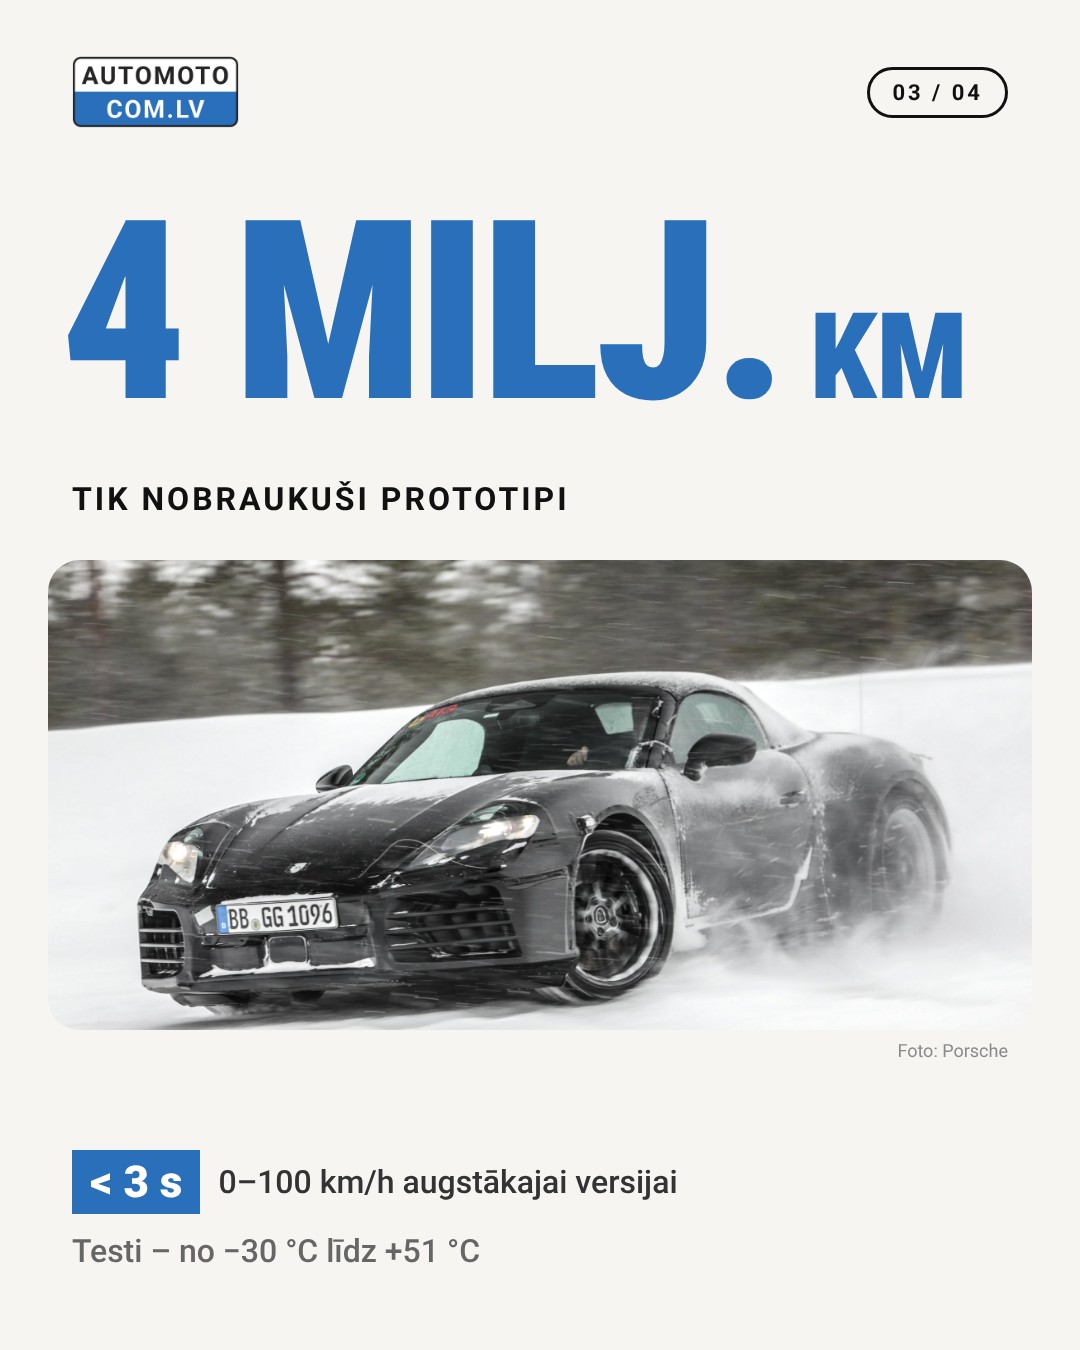 AUTOMOTO
COM.LV
03 / 04
4 MILJ. KM
TIK NOBRAUKUŠI PROTOTIPI
BB GG 1096
Foto: Porsche
< 3 s 0–100 km/h augstākajai versijai
Testi – no −30 °C līdz +51 °C